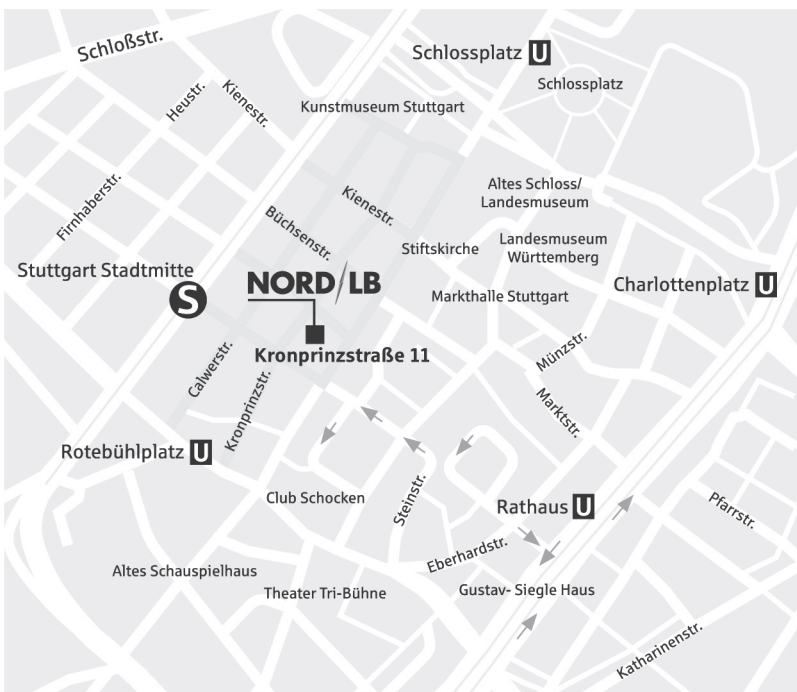 Schloßstr.
Schlossplatz U
Schlossplatz
Heustr.
Kienestr.
Kunstmuseum Stuttgart
Firnhaberstr.
Kienestr.
Altes Schloss/
Landesmuseum
Büchsenstr.
Stiftskirche
Landesmuseum
Württemberg
Stuttgart Stadtmitte
S
NORD/LB
Charlottenplatz U
Markthalle Stuttgart
Kronprinzstraße 11
Münzstr.
Calwerstr.
Kronprinzstr.
Marktstr.
Rotebühlplatz U
Club Schocken
Steinstr.
Rathaus U
Pfarrstr.
Eberhardstr.
Altes Schauspielhaus
Theater Tri-Bühne
Gustav- Siegle Haus
Katharinenstr.